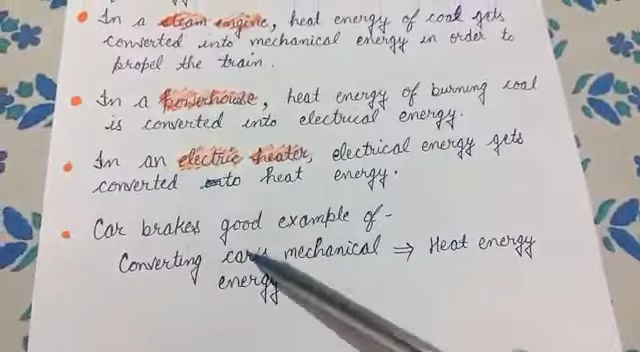 In a steam engine, heat energy of coal gets
converted into mechanical energy in order to
propel the train.
In a powerhouse, heat energy of burning coal
is converted into electrical energy.
In an electric heater, electrical energy gets
converted into heat energy.
Car brakes good example of -
Converting car's mechanical ⇒ Heat energy
energy